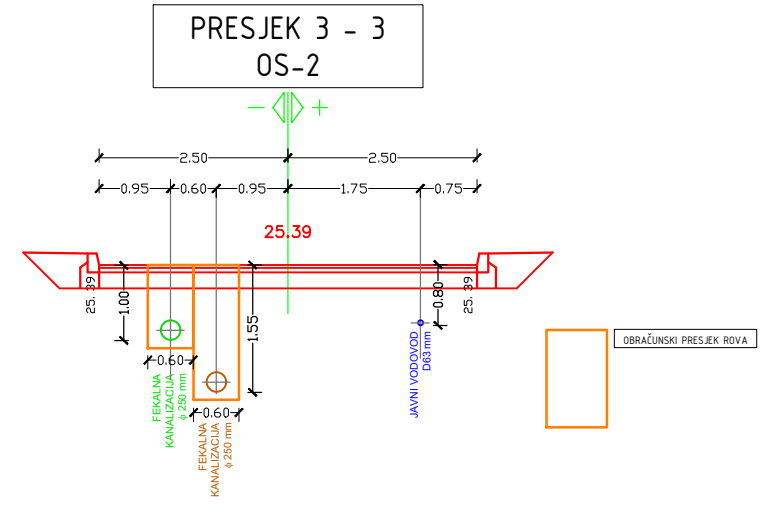 PRESJEK 3 - 3
OS-2
− +
2.50 2.50
0.95 0.60 0.95 1.75 0.75
25.39
25.39
1.00
1.55
0.80
25.39
0.60
0.60
FEKALNA
KANALIZACIJA
ϕ 250 mm
FEKALNA
KANALIZACIJA
ϕ 250 mm
JAVNI VODOVOD
D63 mm
OBRAČUNSKI PRESJEK ROVA